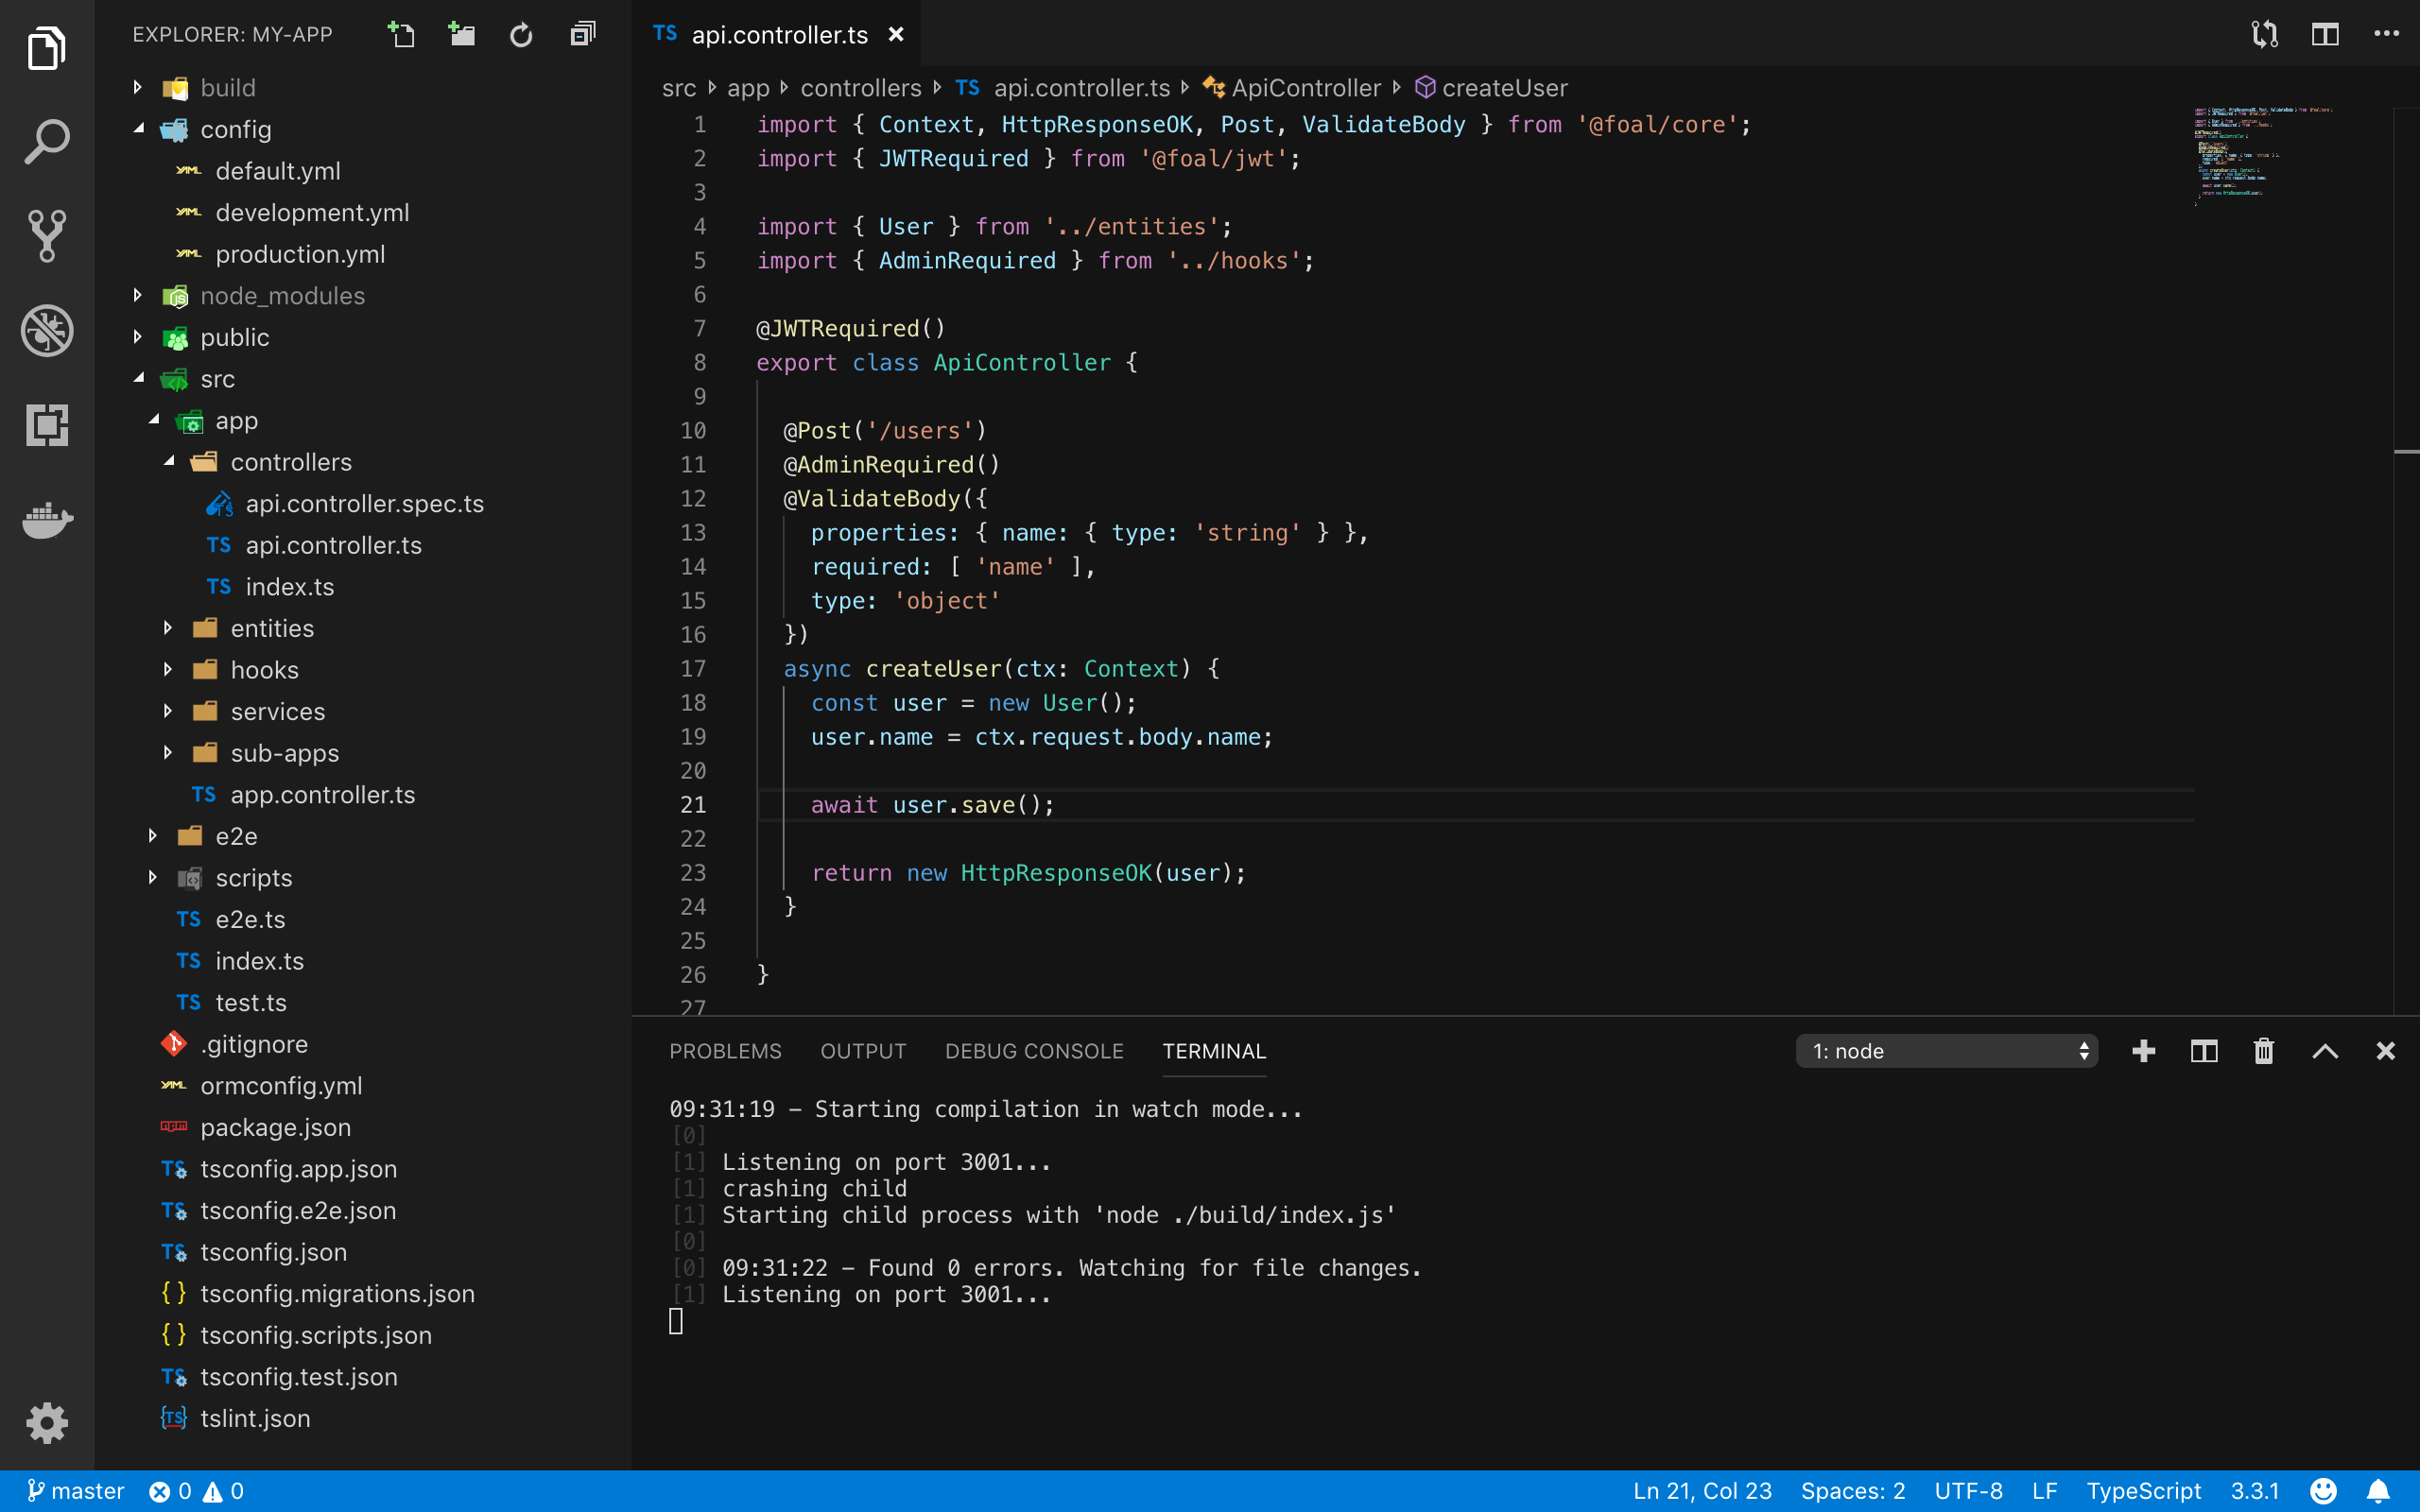 EXPLORER: MY-APP
build
config
default.yml
development.yml
production.yml
node_modules
public
src
app
controllers
api.controller.spec.ts
TS api.controller.ts
TS index.ts
entities
hooks
services
sub-apps
TS app.controller.ts
e2e
scripts
TS e2e.ts
TS index.ts
TS test.ts
.gitignore
ormconfig.yml
package.json
tsconfig.app.json
tsconfig.e2e.json
tsconfig.json
{ } tsconfig.migrations.json
{ } tsconfig.scripts.json
tsconfig.test.json
tslint.json
TS api.controller.ts
src app controllers TS api.controller.ts ApiController createUser
1 import { Context, HttpResponseOK, Post, ValidateBody } from '@foal/core';
2 import { JWTRequired } from '@foal/jwt';
3
4 import { User } from '../entities';
5 import { AdminRequired } from '../hooks';
6
7 @JWTRequired()
8 export class ApiController {
9
10 @Post('/users')
11 @AdminRequired()
12 @ValidateBody({
13 properties: { name: { type: 'string' } },
14 required: [ 'name' ],
15 type: 'object'
16 })
17 async createUser(ctx: Context) {
18 const user = new User();
19 user.name = ctx.request.body.name;
20
21 await user.save();
22
23 return new HttpResponseOK(user);
24 }
25
26 }
27
PROBLEMS OUTPUT DEBUG CONSOLE TERMINAL 1: node
09:31:19 – Starting compilation in watch mode...
[0]
[1] Listening on port 3001...
[1] crashing child
[1] Starting child process with 'node ./build/index.js'
[0]
[0] 09:31:22 – Found 0 errors. Watching for file changes.
[1] Listening on port 3001...
master 0 0 Ln 21, Col 23 Spaces: 2 UTF-8 LF TypeScript 3.3.1